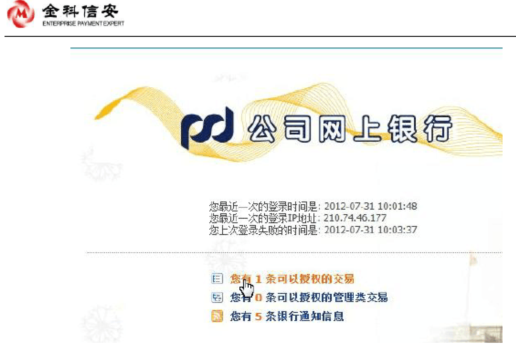 金科信安
ENTERPRISE PAYMENT EXPERT
公司网上银行
您最近一次的登录时间是: 2012-07-31 10:01:48
您最近一次的登录IP地址: 210.74.46.177
您上次登录失败的时间是: 2012-07-31 10:03:37
您有 1 条可以授权的交易
您有 0 条可以授权的管理类交易
您有 5 条银行通知信息